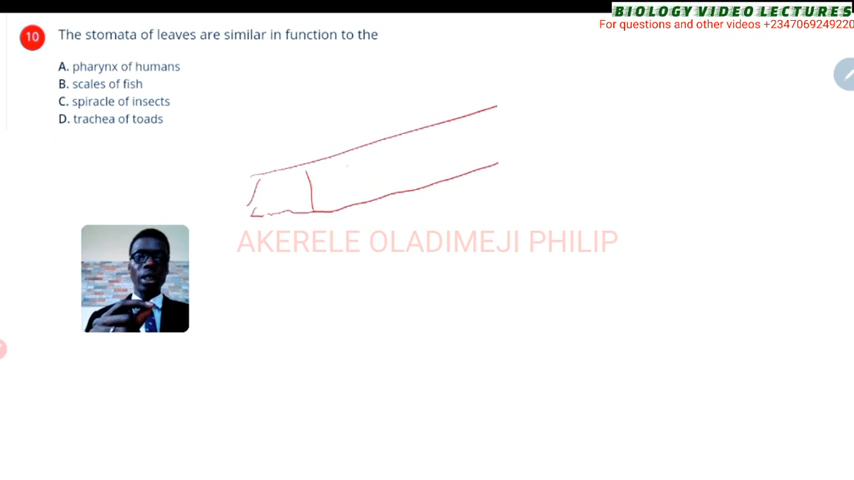 BIOLOGY VIDEO LECTURES
For questions and other videos +2347069249220
10 The stomata of leaves are similar in function to the
A. pharynx of humans
B. scales of fish
C. spiracle of insects
D. trachea of toads
AKERELE OLADIMEJI PHILIP